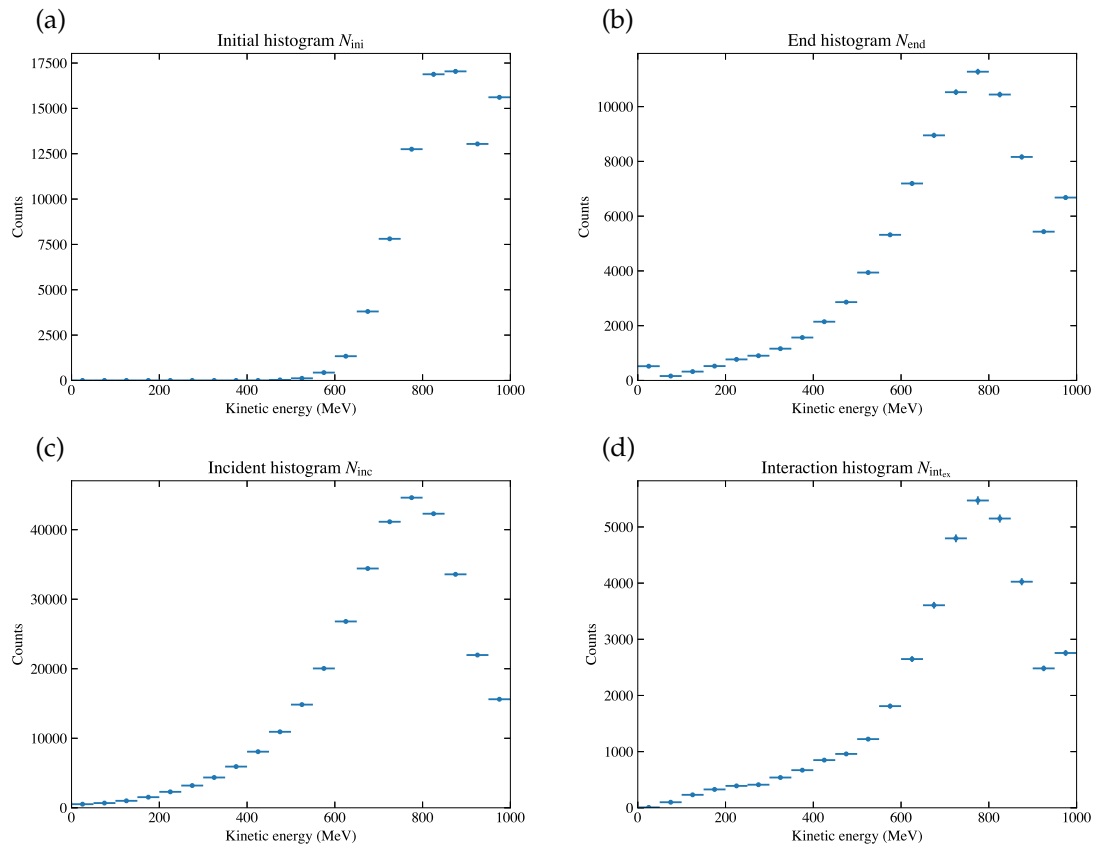 (a)
Initial histogram N_ini
17500
15000
12500
10000
7500
5000
2500
0
Counts
0 200 400 600 800 1000
Kinetic energy (MeV)
(b)
End histogram N_end
10000
8000
6000
4000
2000
0
Counts
0 200 400 600 800 1000
Kinetic energy (MeV)
(c)
Incident histogram N_inc
40000
30000
20000
10000
0
Counts
0 200 400 600 800 1000
Kinetic energy (MeV)
(d)
Interaction histogram N_int_ex
5000
4000
3000
2000
1000
0
Counts
0 200 400 600 800 1000
Kinetic energy (MeV)